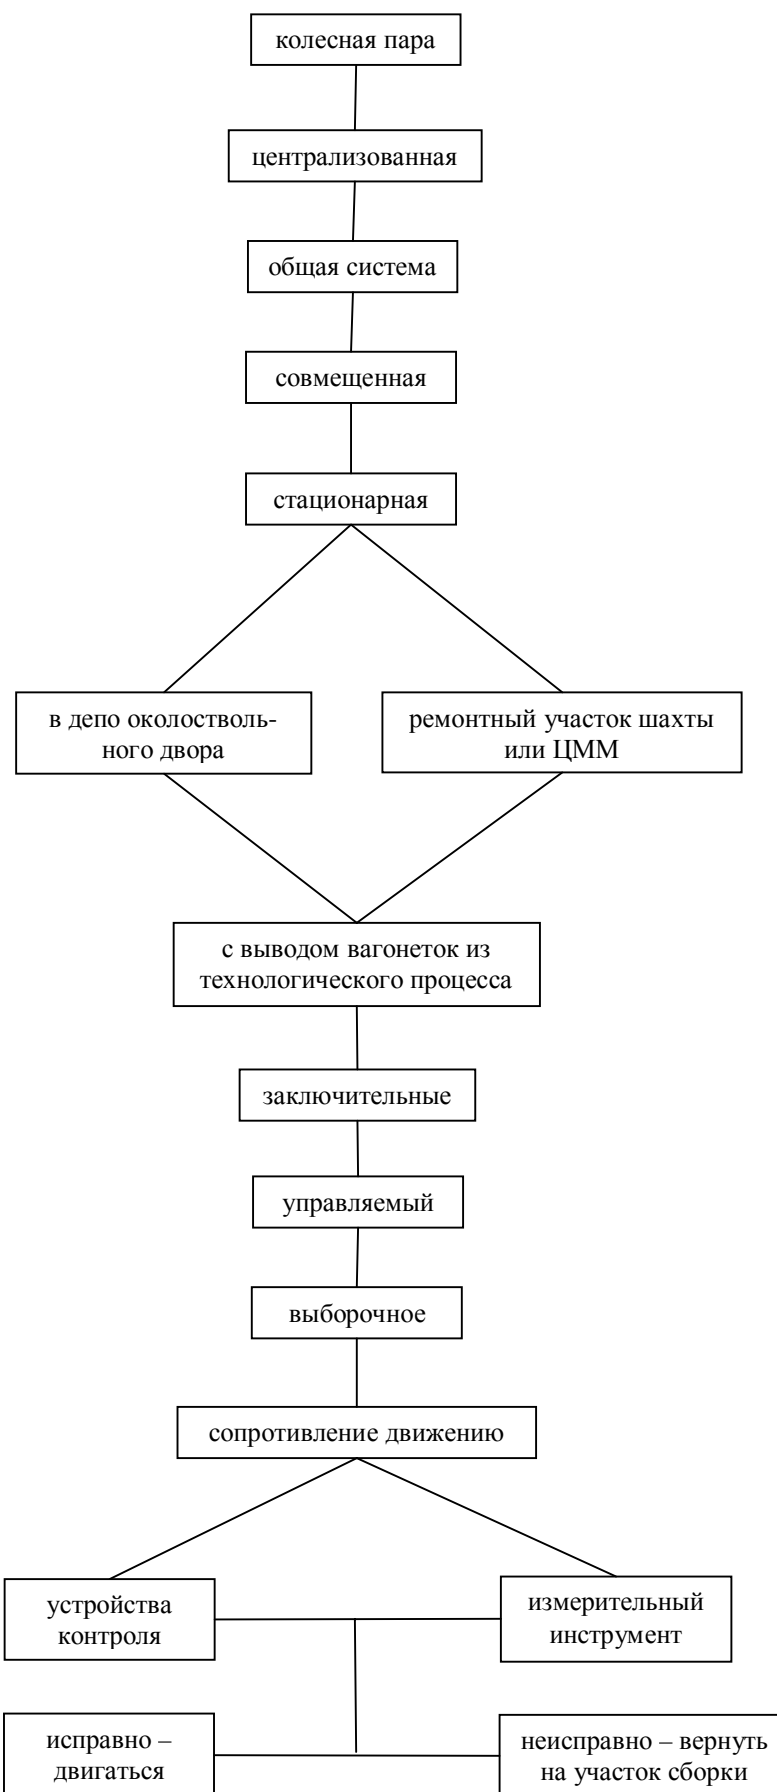 колесная пара
централизованная
общая система
совмещенная
стационарная
в депо околостволь-
ного двора
ремонтный участок шахты
или ЦММ
с выводом вагонеток из
технологического процесса
заключительные
управляемый
выборочное
сопротивление движению
устройства
контроля
измерительный
инструмент
исправно –
двигаться
неисправно – вернуть
на участок сборки